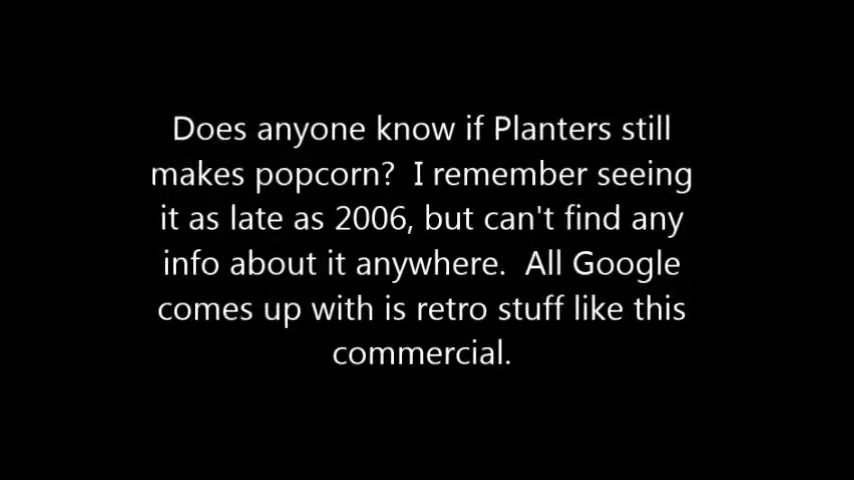 Does anyone know if Planters still
makes popcorn?  I remember seeing
it as late as 2006, but can't find any
info about it anywhere.  All Google
comes up with is retro stuff like this
commercial.